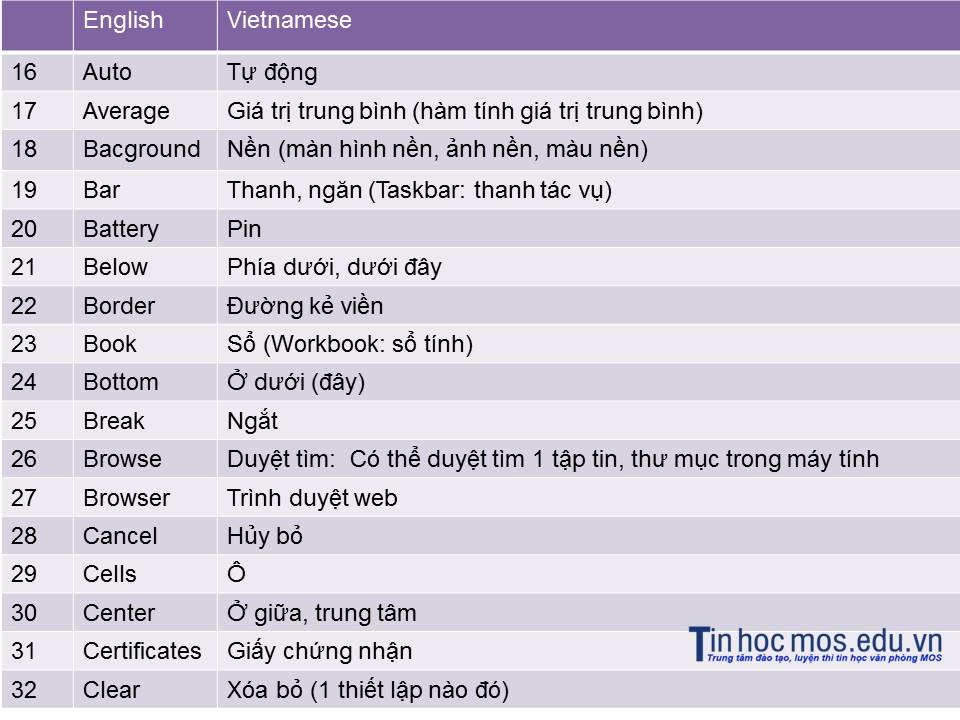 English Vietnamese
16 Auto Tự động
17 Average Giá trị trung bình (hàm tính giá trị trung bình)
18 Bacground Nền (màn hình nền, ảnh nền, màu nền)
19 Bar Thanh, ngăn (Taskbar: thanh tác vụ)
20 Battery Pin
21 Below Phía dưới, dưới đây
22 Border Đường kẻ viền
23 Book Sổ (Workbook: sổ tính)
24 Bottom Ở dưới (đây)
25 Break Ngắt
26 Browse Duyệt tìm: Có thể duyệt tìm 1 tập tin, thư mục trong máy tính
27 Browser Trình duyệt web
28 Cancel Hủy bỏ
29 Cells Ô
30 Center Ở giữa, trung tâm
31 Certificates Giấy chứng nhận
32 Clear Xóa bỏ (1 thiết lập nào đó)
Tin hoc mos.edu.vn
Trung tâm đào tạo, luyện thi tin học văn phòng MOS